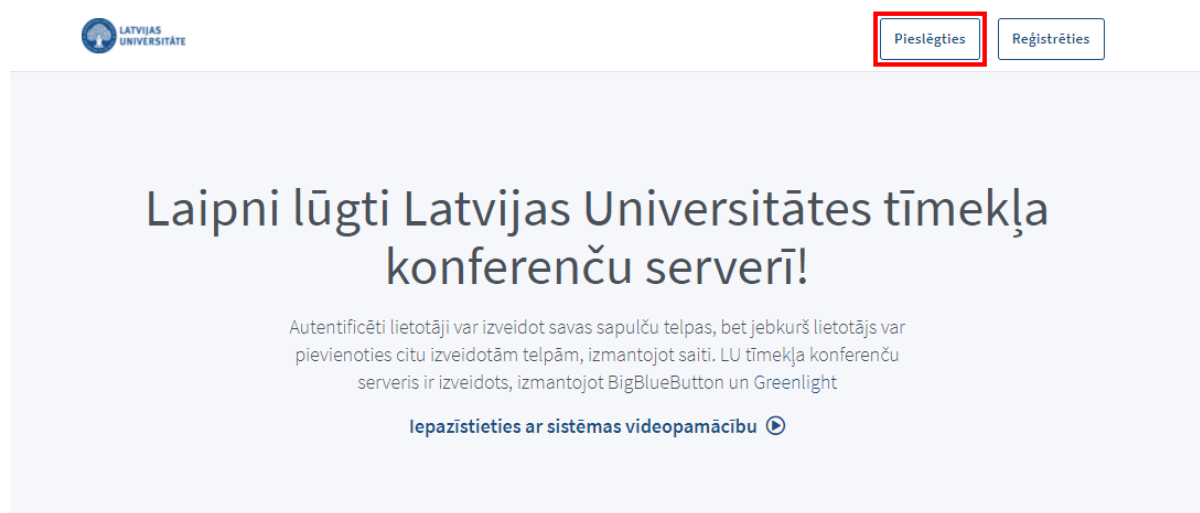 LATVIJAS
UNIVERSITĀTE
Pieslēgties
Reģistrēties
Laipni lūgti Latvijas Universitātes tīmekļa
konferenču serverī!
Autentificēti lietotāji var izveidot savas sapulču telpas, bet jebkurš lietotājs var
pievienoties citu izveidotām telpām, izmantojot saiti. LU tīmekļa konferenču
serveris ir izveidots, izmantojot BigBlueButton un Greenlight
Iepazīstieties ar sistēmas videopamācību